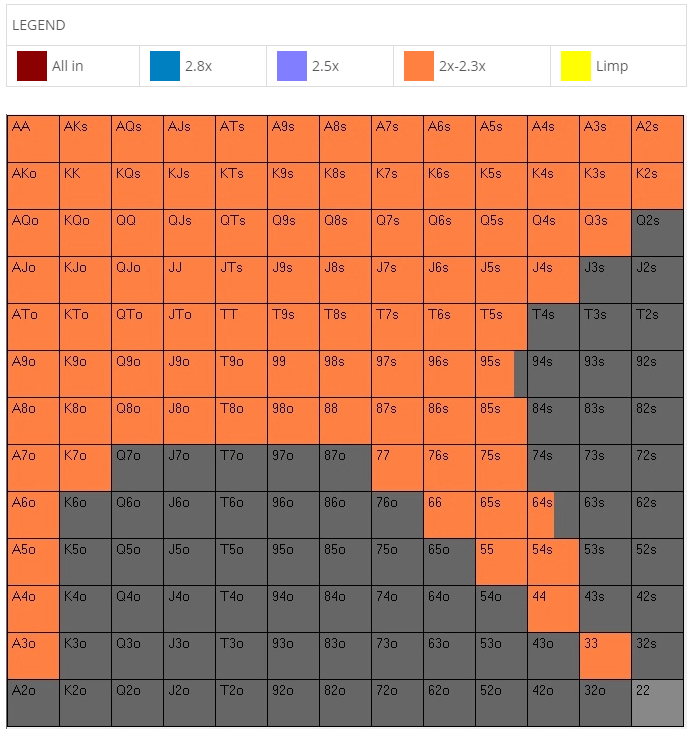 LEGEND
All in 2.8x 2.5x 2x-2.3x Limp
AA AKs AQs AJs ATs A9s A8s A7s A6s A5s A4s A3s A2s
AKo KK KQs KJs KTs K9s K8s K7s K6s K5s K4s K3s K2s
AQo KQo QQ QJs QTs Q9s Q8s Q7s Q6s Q5s Q4s Q3s Q2s
AJo KJo QJo JJ JTs J9s J8s J7s J6s J5s J4s J3s J2s
ATo KTo QTo JTo TT T9s T8s T7s T6s T5s T4s T3s T2s
A9o K9o Q9o J9o T9o 99 98s 97s 96s 95s 94s 93s 92s
A8o K8o Q8o J8o T8o 98o 88 87s 86s 85s 84s 83s 82s
A7o K7o Q7o J7o T7o 97o 87o 77 76s 75s 74s 73s 72s
A6o K6o Q6o J6o T6o 96o 86o 76o 66 65s 64s 63s 62s
A5o K5o Q5o J5o T5o 95o 85o 75o 65o 55 54s 53s 52s
A4o K4o Q4o J4o T4o 94o 84o 74o 64o 54o 44 43s 42s
A3o K3o Q3o J3o T3o 93o 83o 73o 63o 53o 43o 33 32s
A2o K2o Q2o J2o T2o 92o 82o 72o 62o 52o 42o 32o 22